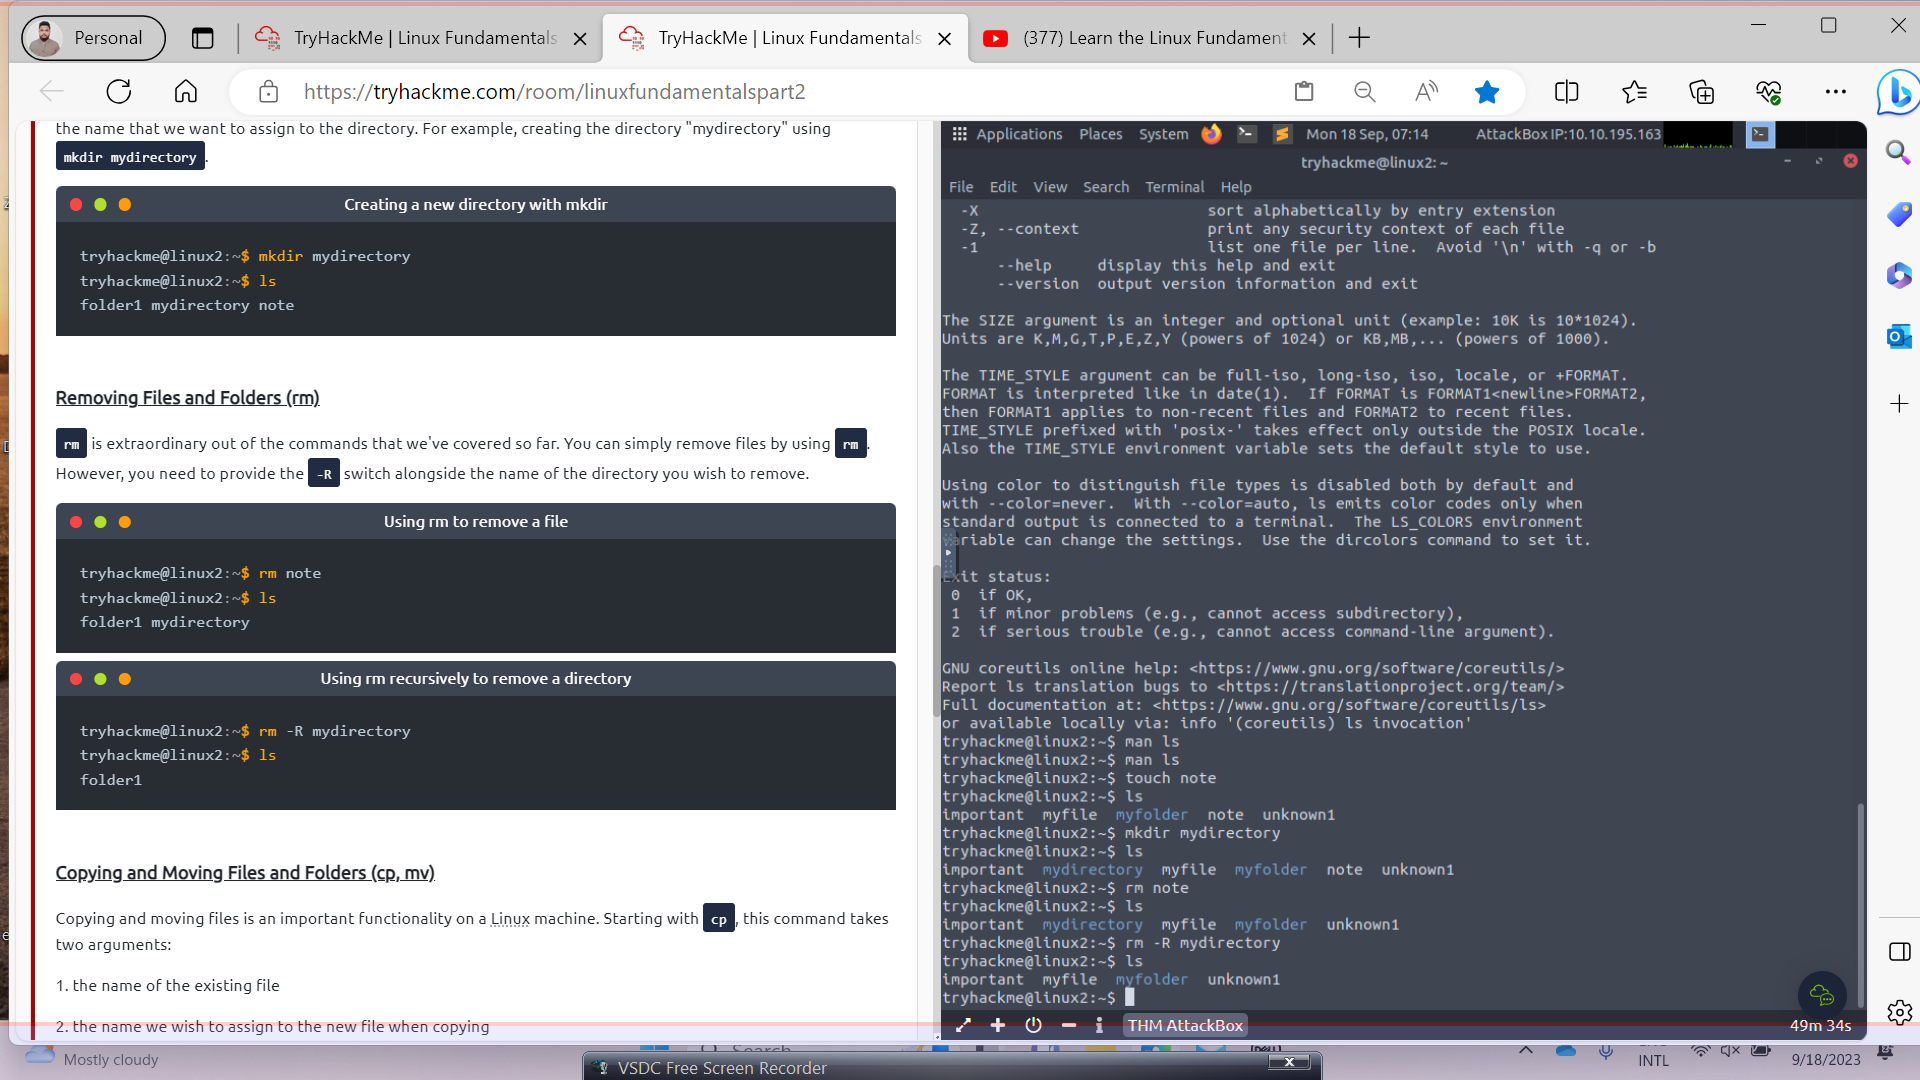 Personal
TryHackMe | Linux Fundamentals
TryHackMe | Linux Fundamentals
(377) Learn the Linux Fundament
https://tryhackme.com/room/linuxfundamentalspart2
the name that we want to assign to the directory. For example, creating the directory "mydirectory" using
mkdir mydirectory .
Creating a new directory with mkdir
tryhackme@linux2:~$ mkdir mydirectory
tryhackme@linux2:~$ ls
folder1 mydirectory note
Removing Files and Folders (rm)
rm is extraordinary out of the commands that we've covered so far. You can simply remove files by using rm .
However, you need to provide the -R switch alongside the name of the directory you wish to remove.
Using rm to remove a file
tryhackme@linux2:~$ rm note
tryhackme@linux2:~$ ls
folder1 mydirectory
Using rm recursively to remove a directory
tryhackme@linux2:~$ rm -R mydirectory
tryhackme@linux2:~$ ls
folder1
Copying and Moving Files and Folders (cp, mv)
Copying and moving files is an important functionality on a Linux machine. Starting with cp , this command takes
two arguments:
1. the name of the existing file
2. the name we wish to assign to the new file when copying
Applications Places System Mon 18 Sep, 07:14 AttackBox IP:10.10.195.163
tryhackme@linux2: ~
File Edit View Search Terminal Help
-X sort alphabetically by entry extension
-Z, --context print any security context of each file
-1 list one file per line. Avoid '\n' with -q or -b
--help display this help and exit
--version output version information and exit
The SIZE argument is an integer and optional unit (example: 10K is 10*1024).
Units are K,M,G,T,P,E,Z,Y (powers of 1024) or KB,MB,... (powers of 1000).
The TIME_STYLE argument can be full-iso, long-iso, iso, locale, or +FORMAT.
FORMAT is interpreted like in date(1). If FORMAT is FORMAT1<newline>FORMAT2,
then FORMAT1 applies to non-recent files and FORMAT2 to recent files.
TIME_STYLE prefixed with 'posix-' takes effect only outside the POSIX locale.
Also the TIME_STYLE environment variable sets the default style to use.
Using color to distinguish file types is disabled both by default and
with --color=never. With --color=auto, ls emits color codes only when
standard output is connected to a terminal. The LS_COLORS environment
variable can change the settings. Use the dircolors command to set it.
Exit status:
0 if OK,
1 if minor problems (e.g., cannot access subdirectory),
2 if serious trouble (e.g., cannot access command-line argument).
GNU coreutils online help: <https://www.gnu.org/software/coreutils/>
Report ls translation bugs to <https://translationproject.org/team/>
Full documentation at: <https://www.gnu.org/software/coreutils/ls>
or available locally via: info '(coreutils) ls invocation'
tryhackme@linux2:~$ man ls
tryhackme@linux2:~$ man ls
tryhackme@linux2:~$ touch note
tryhackme@linux2:~$ ls
important myfile myfolder note unknown1
tryhackme@linux2:~$ mkdir mydirectory
tryhackme@linux2:~$ ls
important mydirectory myfile myfolder note unknown1
tryhackme@linux2:~$ rm note
tryhackme@linux2:~$ ls
important mydirectory myfile myfolder unknown1
tryhackme@linux2:~$ rm -R mydirectory
tryhackme@linux2:~$ ls
important myfile myfolder unknown1
tryhackme@linux2:~$
THM AttackBox
49m 34s
Mostly cloudy
Search
VSDC Free Screen Recorder
INTL
9/18/2023